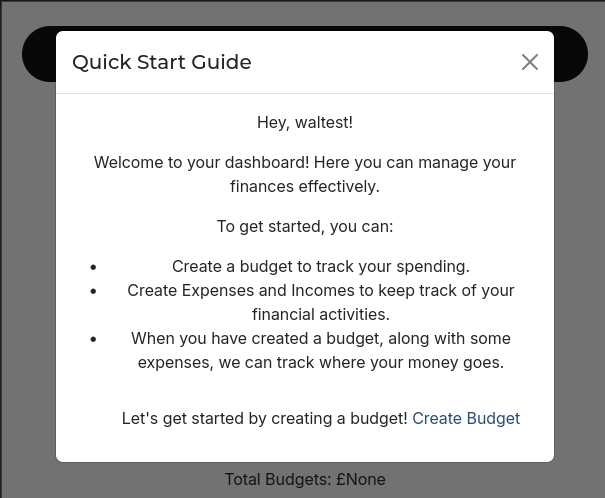 Quick Start Guide
Hey, waltest!
Welcome to your dashboard! Here you can manage your
finances effectively.
To get started, you can:
• Create a budget to track your spending.
• Create Expenses and Incomes to keep track of your
financial activities.
• When you have created a budget, along with some
expenses, we can track where your money goes.
Let's get started by creating a budget! Create Budget
Total Budgets: £None